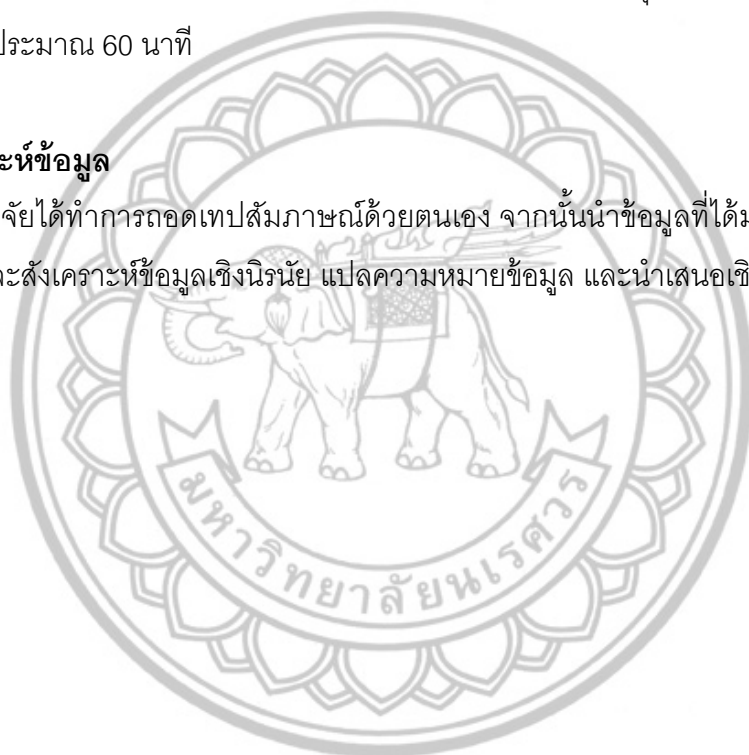 ประมาณ 60 นาที
ะห์ข้อมูล
จัยได้ทำการถอดเทปสัมภาษณ์ด้วยตนเอง จากนั้นนำข้อมูลที่ได้ม
ละสังเคราะห์ข้อมูลเชิงนิรนัย แปลความหมายข้อมูล และนำเสนอเชิ
มหาวิทยาลัยนเรศวร